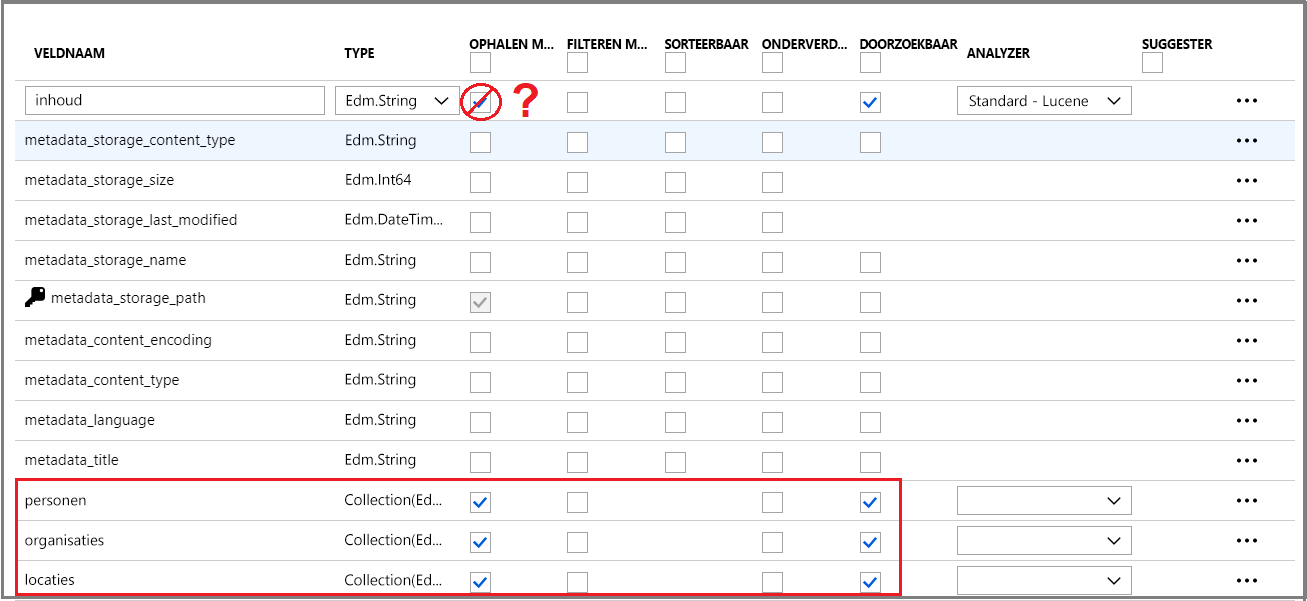 VELDNAAM TYPE OPHALEN M... FILTEREN M... SORTEERBAAR ONDERVERD... DOORZOEKBAAR ANALYZER SUGGESTER
inhoud Edm.String ? Standard - Lucene
metadata_storage_content_type Edm.String
metadata_storage_size Edm.Int64
metadata_storage_last_modified Edm.DateTim...
metadata_storage_name Edm.String
metadata_storage_path Edm.String
metadata_content_encoding Edm.String
metadata_content_type Edm.String
metadata_language Edm.String
metadata_title Edm.String
personen Collection(Ed...
organisaties Collection(Ed...
locaties Collection(Ed...